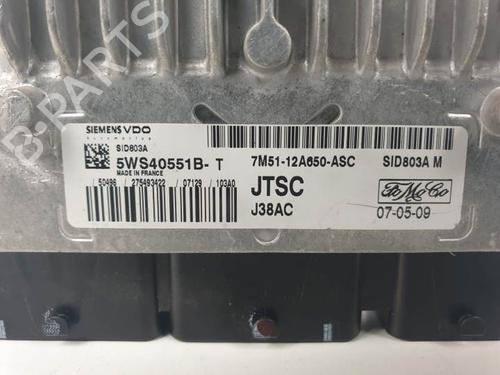 B-PARTS
SIEMENS VDO
Automotive
SID803A
5WS40551B- T
MADE IN FRANCE
50496 / 275493422 / 07129 / 103A0
7M51-12A650-ASC
SID803A M
JTSC
J38AC
FoMoCo
07-05-09